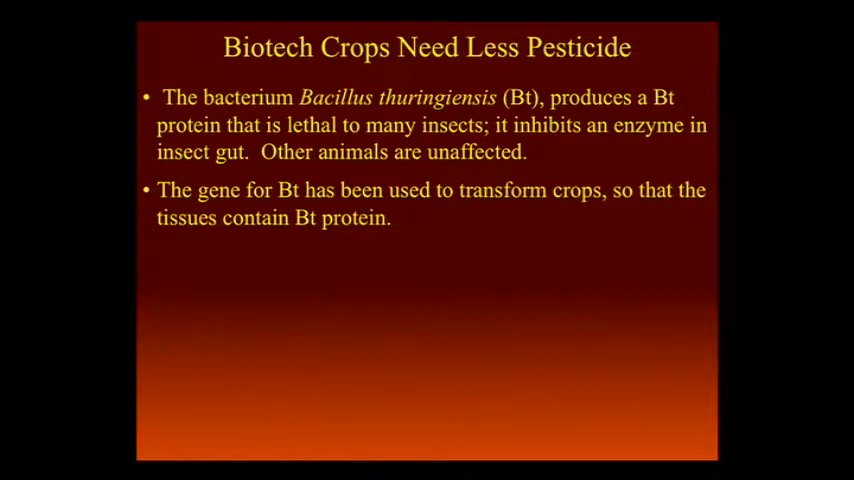 Biotech Crops Need Less Pesticide
• The bacterium Bacillus thuringiensis (Bt), produces a Bt
protein that is lethal to many insects; it inhibits an enzyme in
insect gut. Other animals are unaffected.
• The gene for Bt has been used to transform crops, so that the
tissues contain Bt protein.